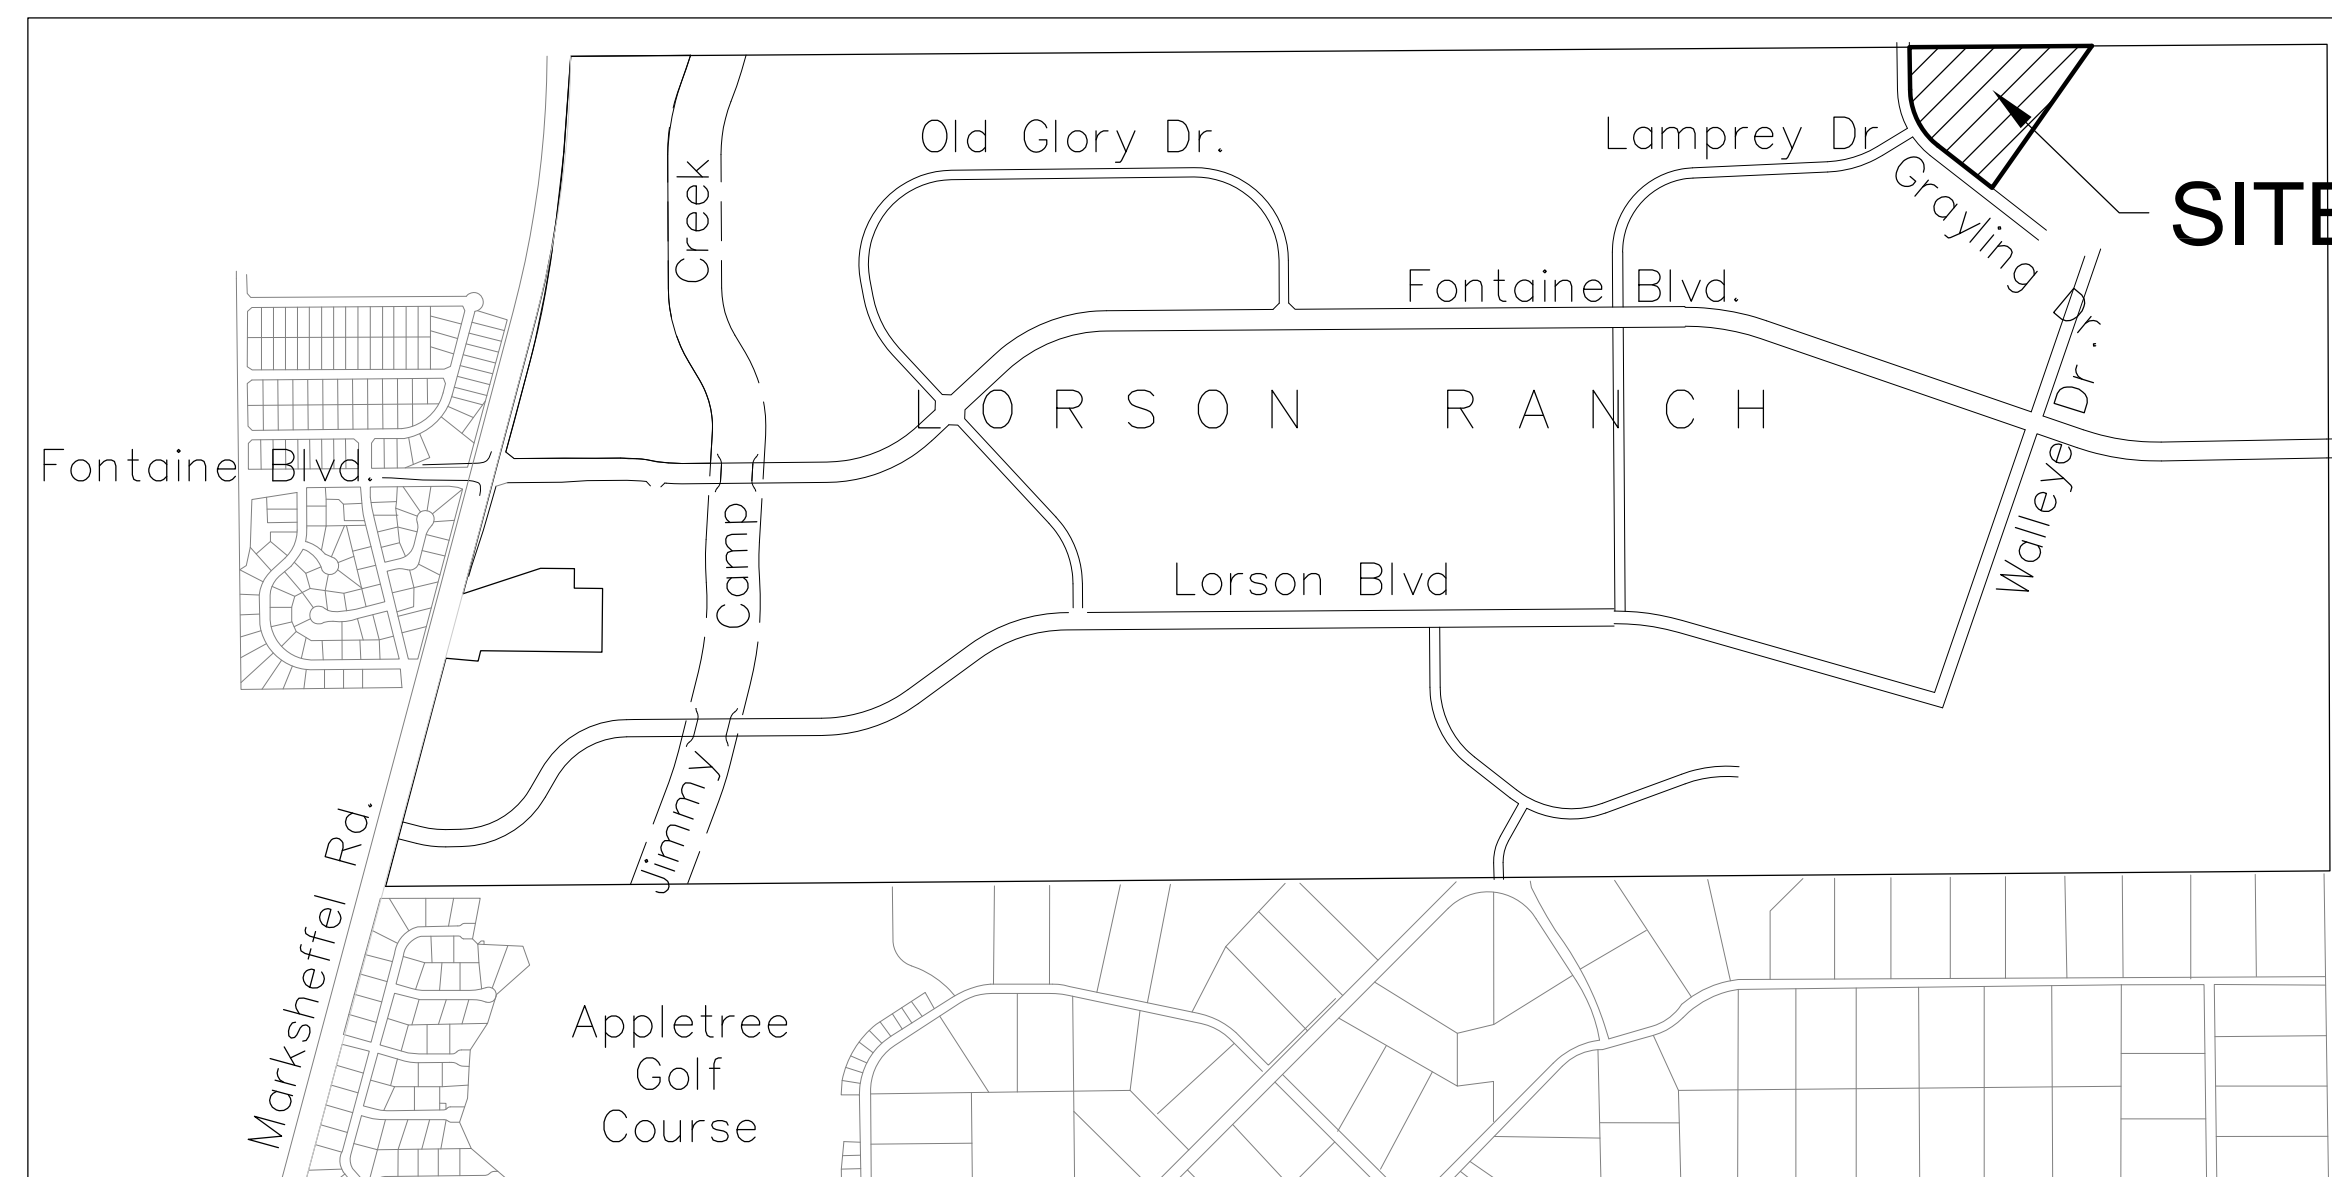 Old Glory Dr.
Lamprey Dr
Grayling Dr.
SITE
Fontaine Blvd.
LORSON RANCH
Fontaine Blvd.
Walleye Dr.
Lorson Blvd
Jimmy Camp Creek
Marksheffel Rd.
Appletree
Golf
Course